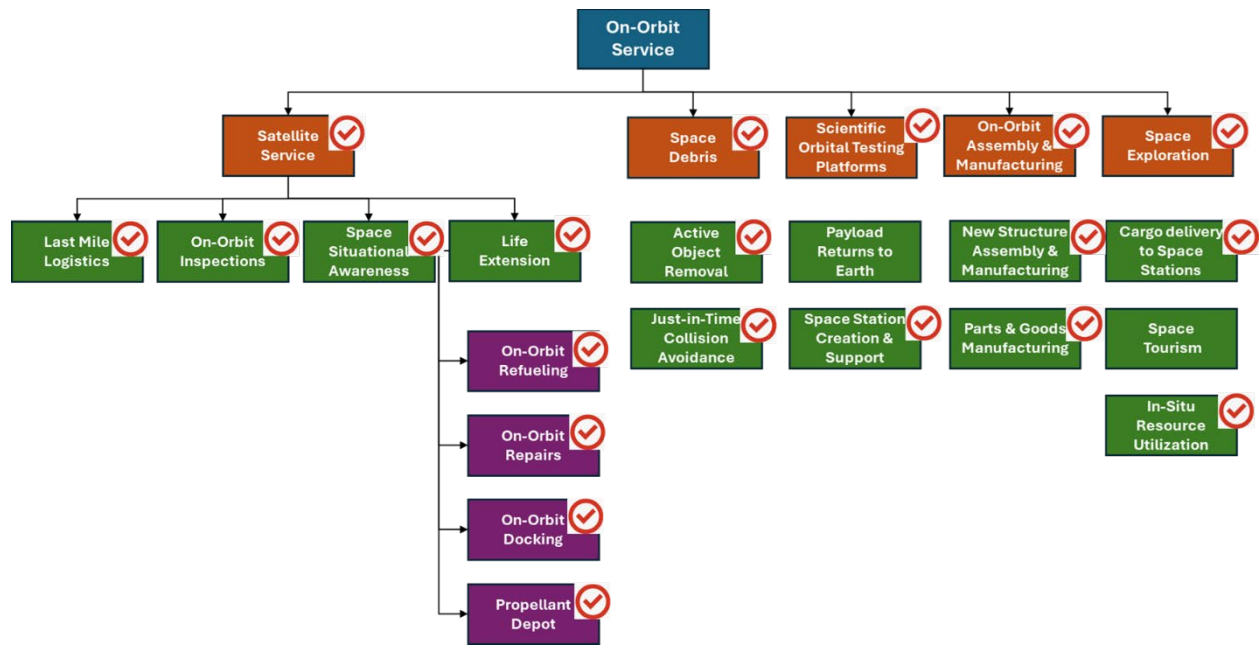 On-Orbit
Service
Satellite
Service
Space
Debris
Scientific
Orbital Testing
Platforms
On-Orbit
Assembly &
Manufacturing
Space
Exploration
Last Mile
Logistics
On-Orbit
Inspections
Space
Situational
Awareness
Life
Extension
Active
Object
Removal
Payload
Returns to
Earth
New Structure
Assembly &
Manufacturing
Cargo delivery
to Space
Stations
Just-in-Time
Collision
Avoidance
Space Station
Creation &
Support
Parts & Goods
Manufacturing
Space
Tourism
On-Orbit
Refueling
In-Situ
Resource
Utilization
On-Orbit
Repairs
On-Orbit
Docking
Propellant
Depot